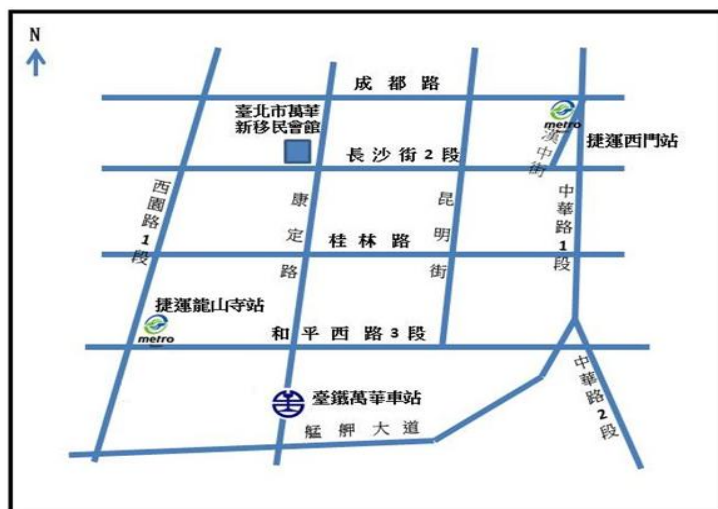 N
成都路
臺北市萬華
新移民會館
metro
漢中街
捷運西門站
長沙街2段
西園路1段
康定路
昆明街
中華路1段
桂林路
捷運龍山寺站
metro
和平西路3段
臺鐵萬華車站
中華路2段
艋舺大道